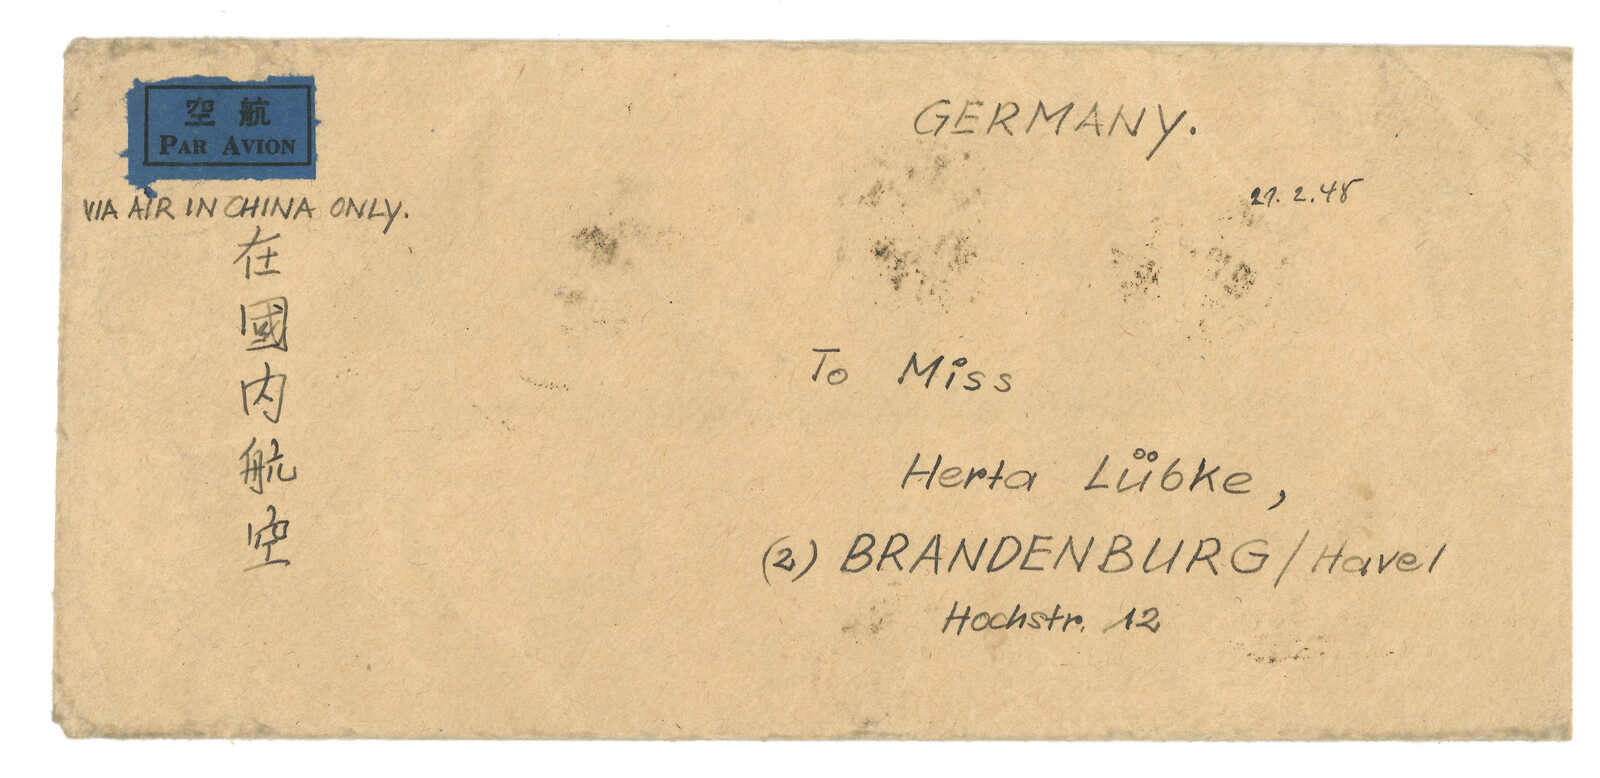 空航
PAR AVION
VIA AIR IN CHINA ONLY.
在國内航空
GERMANY.
27.2.48
To Miss
Herta Lübke,
(2) BRANDENBURG/Havel
Hochstr. 12